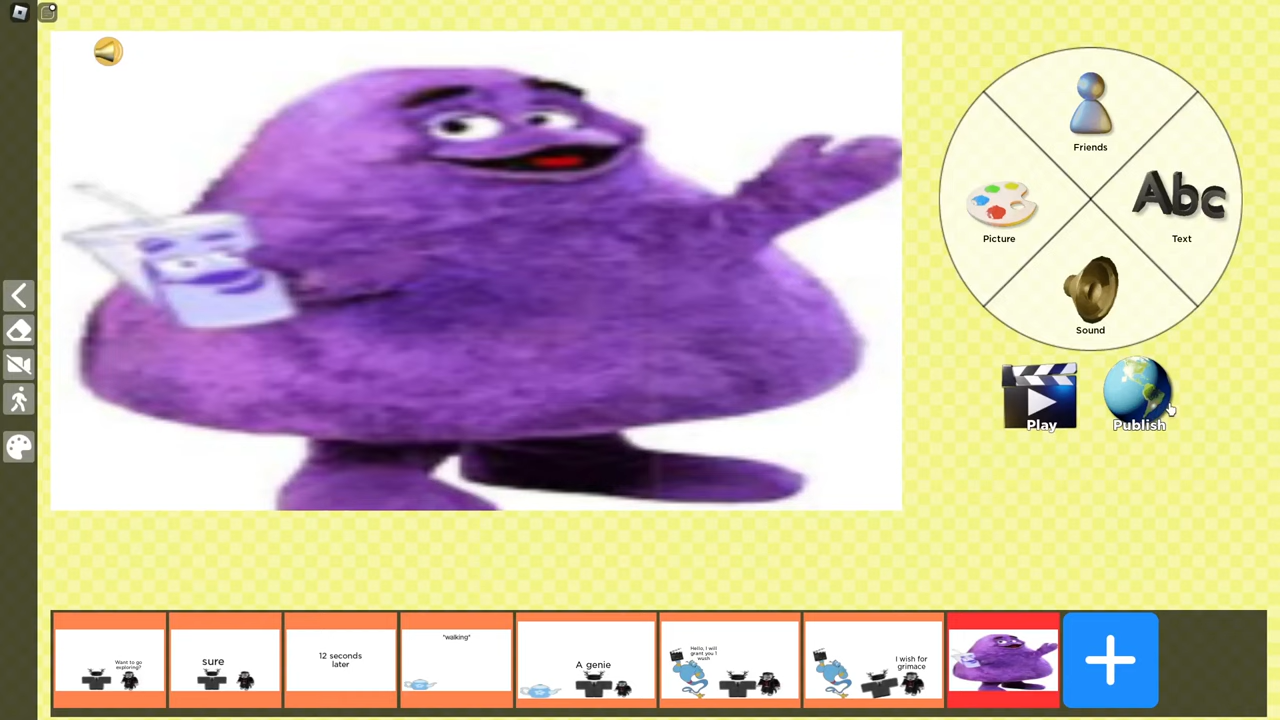 Friends
Abc
Picture
Text
Sound
Play
Publish
Want to go
exploring?
sure
12 seconds
later
*walking*
A genie
Hello, I will
grant you 1
wush
I wish for
grimace